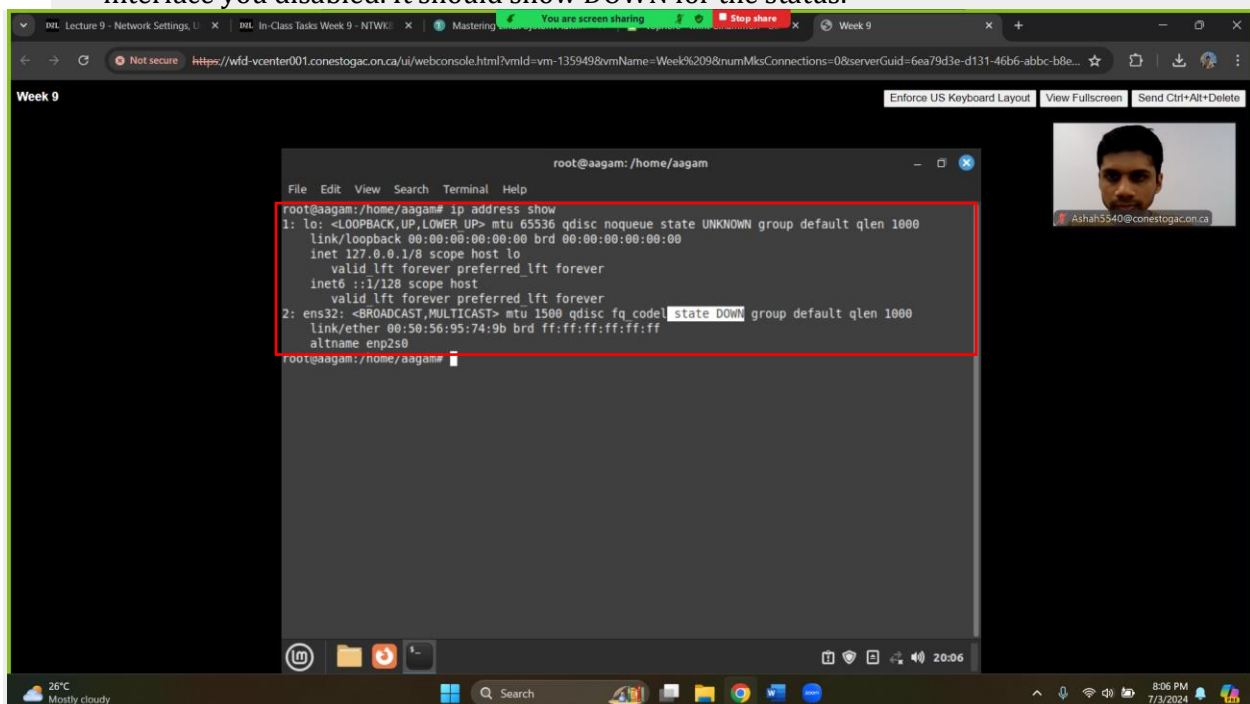 interface you disabled. It should show DOWN for the status.
Lecture 9 - Network Settings, U
In-Class Tasks Week 9 - NTWK
Mastering
You are screen sharing
Stop share
Week 9
Not secure https://wfd-vcenter001.conestogac.on.ca/ui/webconsole.html?vmId=vm-135949&vmName=Week%209&numMksConnections=0&serverGuid=6ea79d3e-d131-46b6-abbc-b8e...
Week 9
Enforce US Keyboard Layout View Fullscreen Send Ctrl+Alt+Delete
root@aagam: /home/aagam
File Edit View Search Terminal Help
root@aagam:/home/aagam# ip address show
1: lo: <LOOPBACK,UP,LOWER_UP> mtu 65536 qdisc noqueue state UNKNOWN group default qlen 1000
link/loopback 00:00:00:00:00:00 brd 00:00:00:00:00:00
inet 127.0.0.1/8 scope host lo
valid_lft forever preferred_lft forever
inet6 ::1/128 scope host
valid_lft forever preferred_lft forever
2: ens32: <BROADCAST,MULTICAST> mtu 1500 qdisc fq_codel state DOWN group default qlen 1000
link/ether 00:50:56:95:74:9b brd ff:ff:ff:ff:ff:ff
altname enp2s0
root@aagam:/home/aagam#
Ashah5540@conestogac.on.ca
20:06
26°C
Mostly cloudy
Search
8:06 PM
7/3/2024